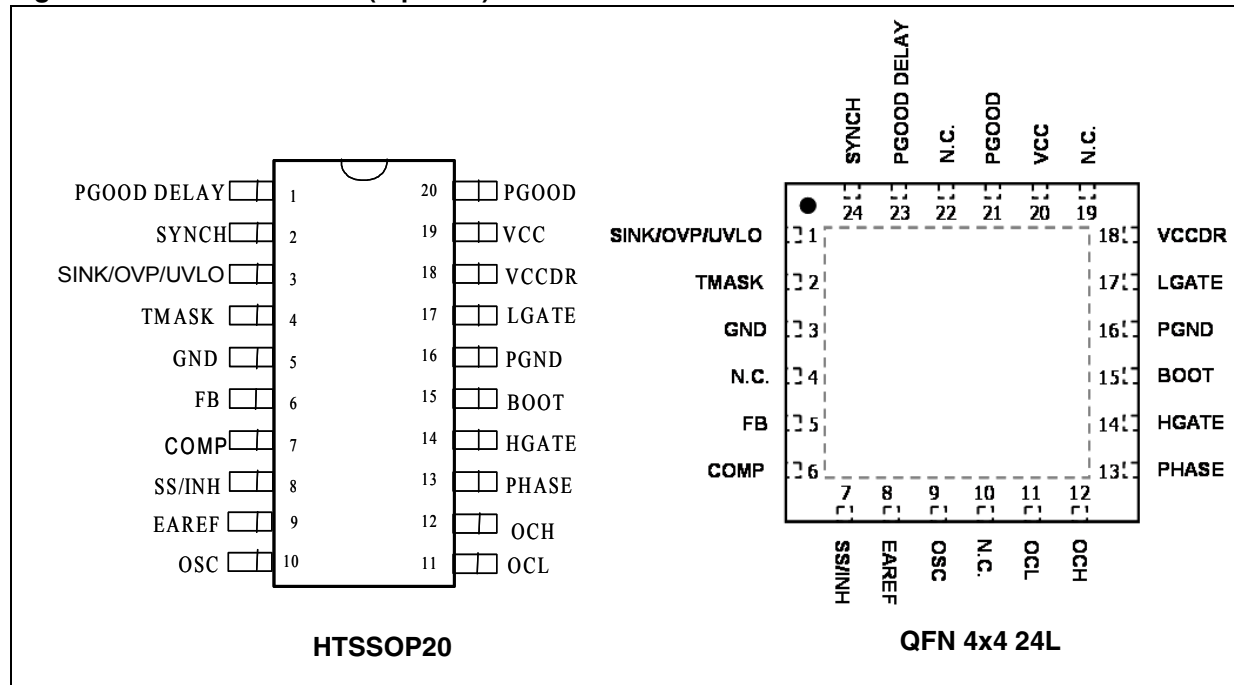 PGOOD DELAY 1 20 PGOOD
SYNCH 2 19 VCC
SINK/OVP/UVLO 3 18 VCCDR
TMASK 4 17 LGATE
GND 5 16 PGND
FB 6 15 BOOT
COMP 7 14 HGATE
SS/INH 8 13 PHASE
EAREF 9 12 OCH
OSC 10 11 OCL
HTSSOP20
SYNCH PGOOD DELAY N.C. PGOOD VCC N.C.
24 23 22 21 20 19
SINK/OVP/UVLO 1 18 VCCDR
TMASK 2 17 LGATE
GND 3 16 PGND
N.C. 4 15 BOOT
FB 5 14 HGATE
COMP 6 13 PHASE
7 8 9 10 11 12
SS/INH EAREF OSC N.C. OCL OCH
QFN 4x4 24L